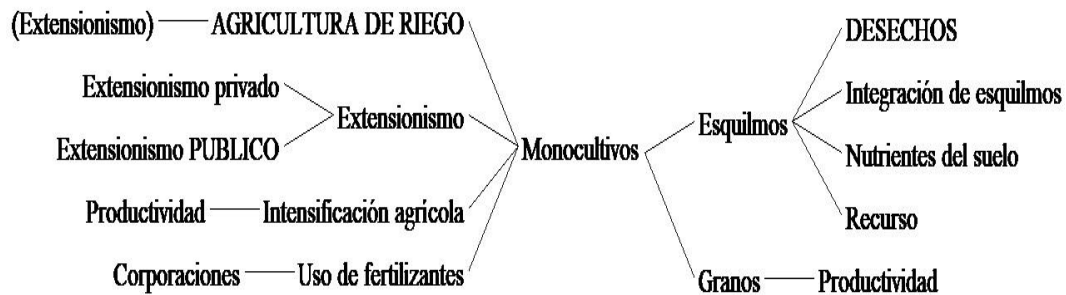 (Extensionismo)
AGRICULTURA DE RIEGO
Extensionismo privado
Extensionismo
Extensionismo PUBLICO
Productividad
Intensificación agrícola
Corporaciones
Uso de fertilizantes
Monocultivos
Esquilmos
DESECHOS
Integración de esquilmos
Nutrientes del suelo
Recurso
Granos
Productividad